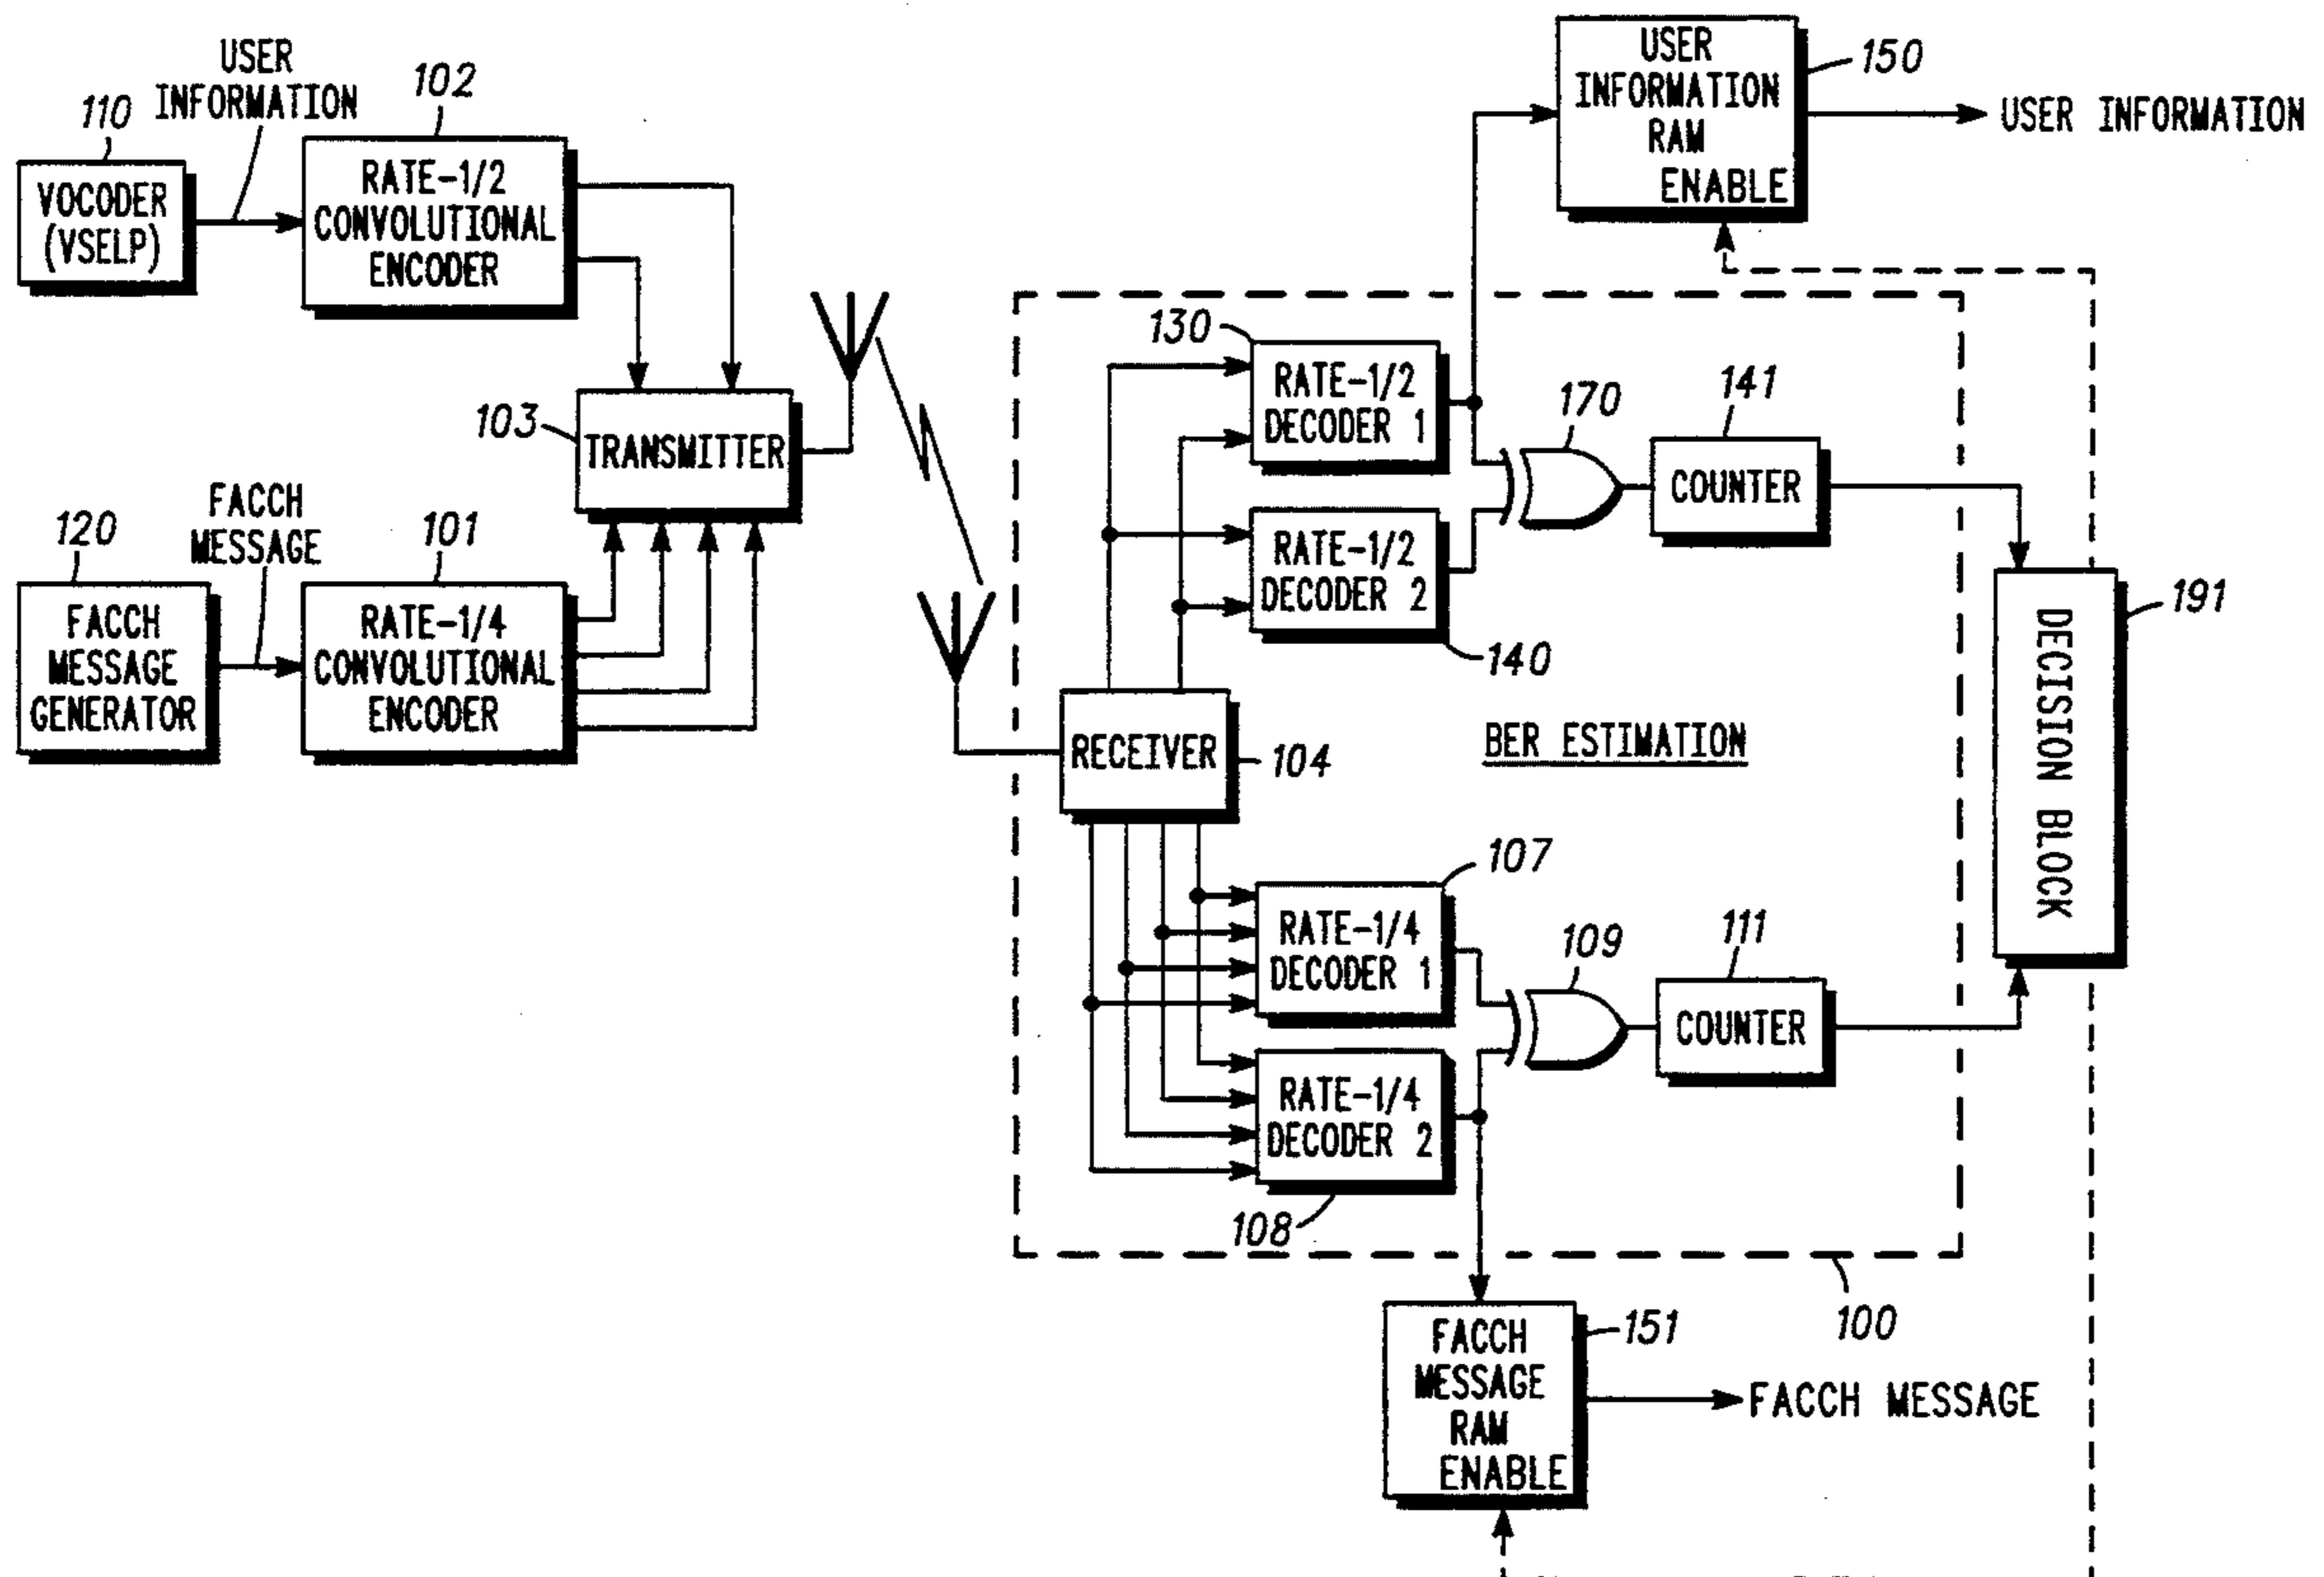 110
VOCODER
(VSELP)
USER
INFORMATION
102
RATE-1/2
CONVOLUTIONAL
ENCODER
103
TRANSMITTER
120
FACCH
MESSAGE
GENERATOR
FACCH
MESSAGE
101
RATE-1/4
CONVOLUTIONAL
ENCODER
USER
INFORMATION
RAM
ENABLE
150
USER INFORMATION
130
RATE-1/2
DECODER 1
170
141
COUNTER
RATE-1/2
DECODER 2
140
191
DECISION BLOCK
RECEIVER
104
BER ESTIMATION
107
RATE-1/4
DECODER 1
109
111
COUNTER
RATE-1/4
DECODER 2
108
100
FACCH
MESSAGE
RAM
ENABLE
151
FACCH MESSAGE